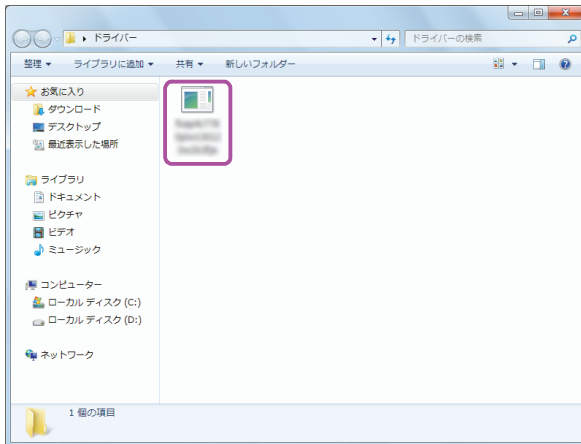 ドライバー
ドライバーの検索
整理 ライブラリに追加 共有 新しいフォルダー
お気に入り
ダウンロード
デスクトップ
最近表示した場所
ライブラリ
ドキュメント
ピクチャ
ビデオ
ミュージック
コンピューター
ローカル ディスク (C:)
ローカル ディスク (D:)
ネットワーク
1 個の項目